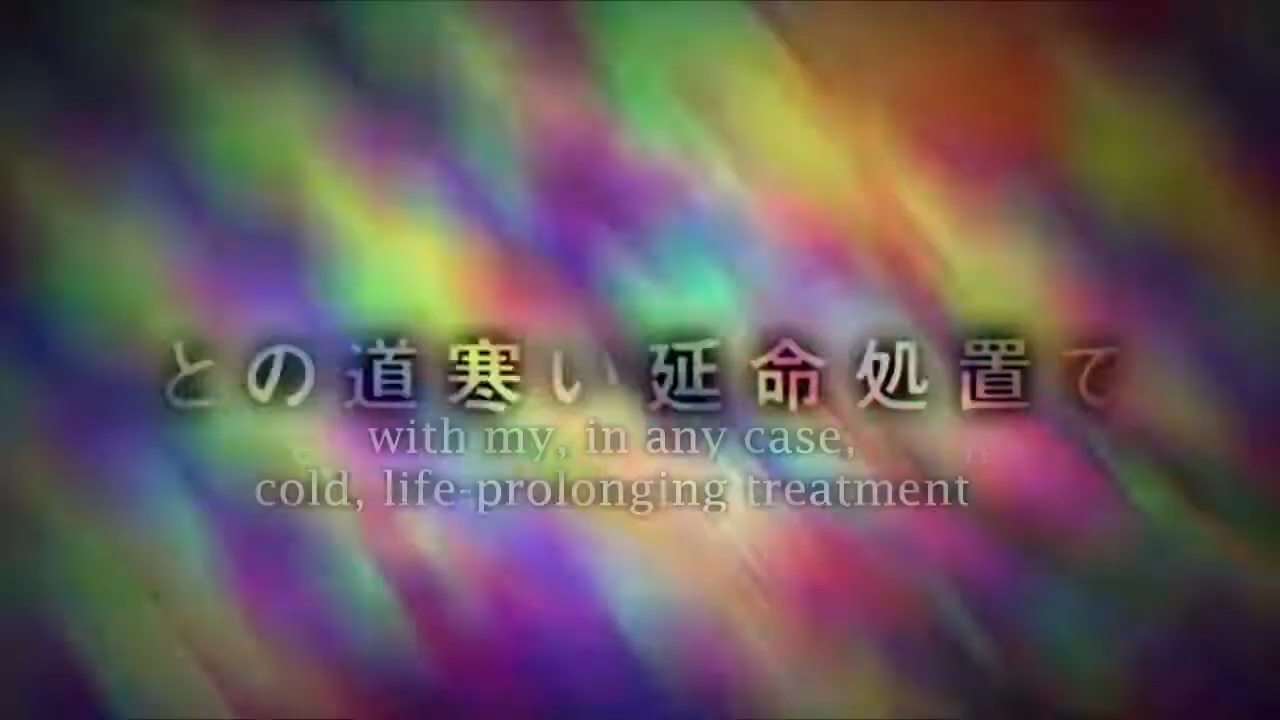 との道寒い延命処置で
with my, in any case,
cold, life-prolonging treatment